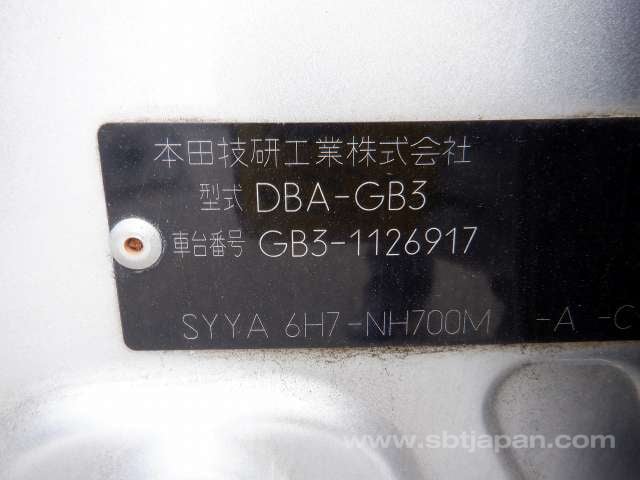 本田技研工業株式会社
型式 DBA-GB3
車台番号 GB3-1126917
SYYA 6H7-NH700M -A -C
www.sbtjapan.com